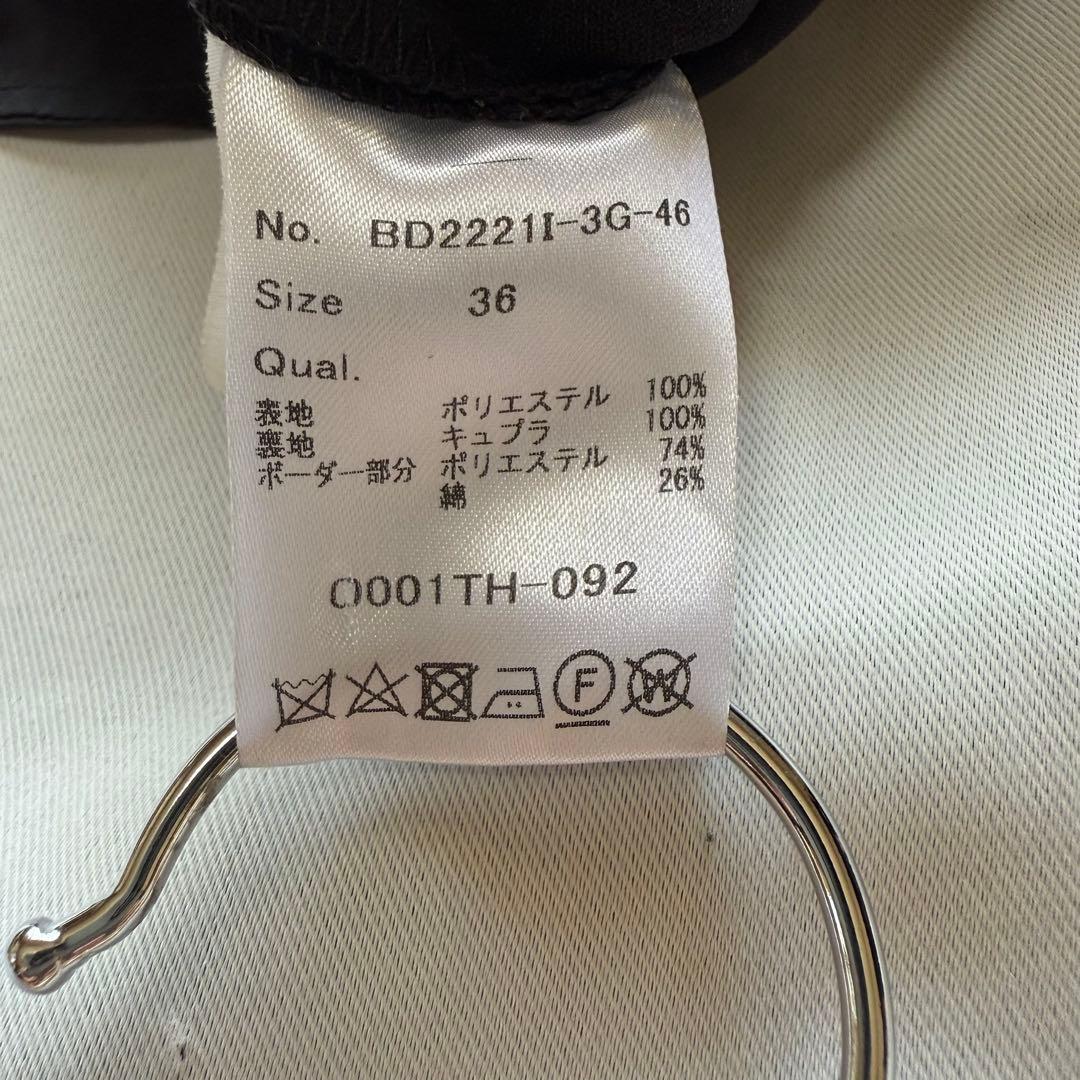 No. BD2221I-3G-46
Size 36
Qual.
表地 ポリエステル 100%
裏地 キュプラ 100%
ボーダー部分 ポリエステル 74%
綿 26%
0001TH-092
F W